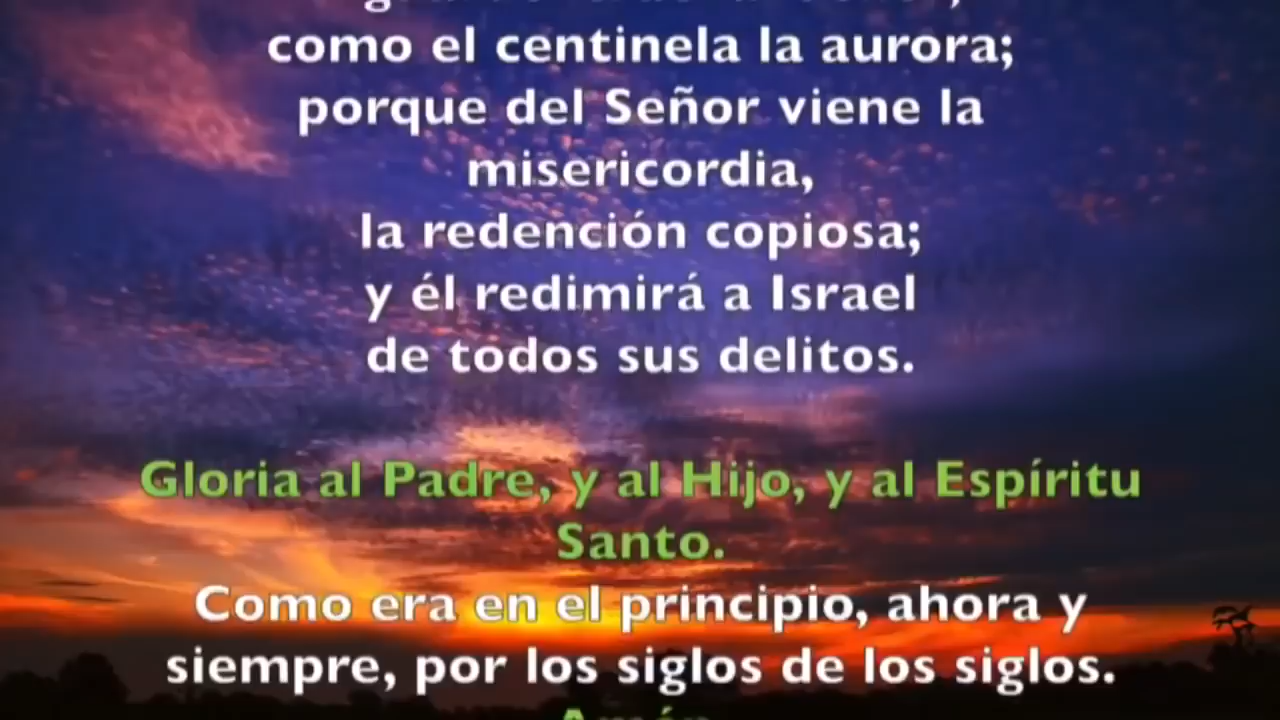 como el centinela la aurora;
porque del Señor viene la
misericordia,
la redención copiosa;
y él redimirá a Israel
de todos sus delitos.
Gloria al Padre, y al Hijo, y al Espíritu
Santo.
Como era en el principio, ahora y
siempre, por los siglos de los siglos.